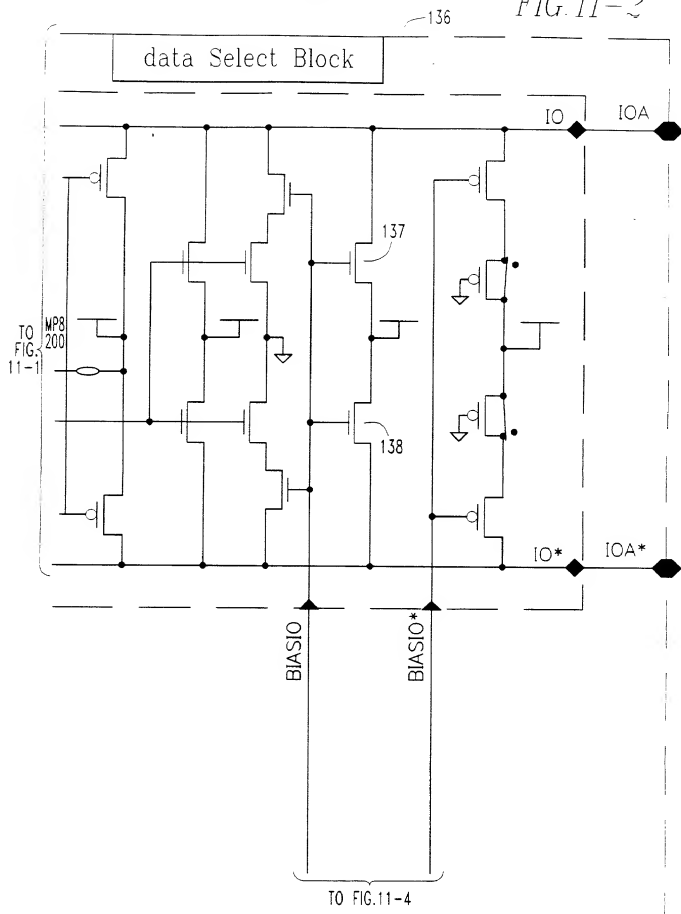 FIG. 11-2
136
data Select Block
IO
IOA
137
MP8
200
TO
FIG.
11-1
138
IO*
IOA*
BIASIO
BIASIO*
TO FIG.11-4